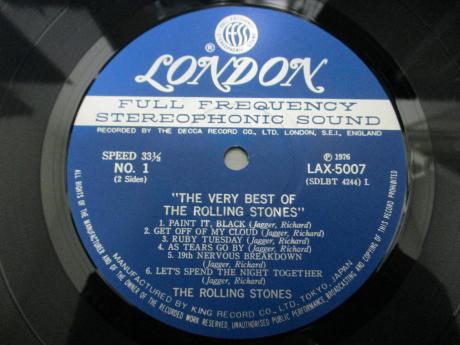 ffss
®
LONDON
FULL FREQUENCY
STEREOPHONIC SOUND
RECORDED BY THE DECCA RECORD CO., LTD. LONDON, S.E.I., ENGLAND
SPEED 33⅓
NO. 1
(2 Sides)
℗ 1976
LAX-5007
(SDLBT 4244) L
"THE VERY BEST OF
THE ROLLING STONES"
1. PAINT IT, BLACK (Jagger, Richard)
2. GET OFF OF MY CLOUD (Jagger, Richard)
3. RUBY TUESDAY (Jagger, Richard)
4. AS TEARS GO BY (Jagger, Richard)
5. 19th NERVOUS BREAKDOWN
(Jagger, Richard)
6. LET'S SPEND THE NIGHT TOGETHER
(Jagger, Richard)
THE ROLLING STONES
MANUFACTURED BY KING RECORD CO., LTD, TOKYO, JAPAN
ALL RIGHTS OF THE MANUFACTURER AND OF THE OWNER OF THE RECORDED WORK RESERVED, UNAUTHORISED PUBLIC PERFORMANCE, BROADCASTING AND COPYING OF THIS RECORD PROHIBITED